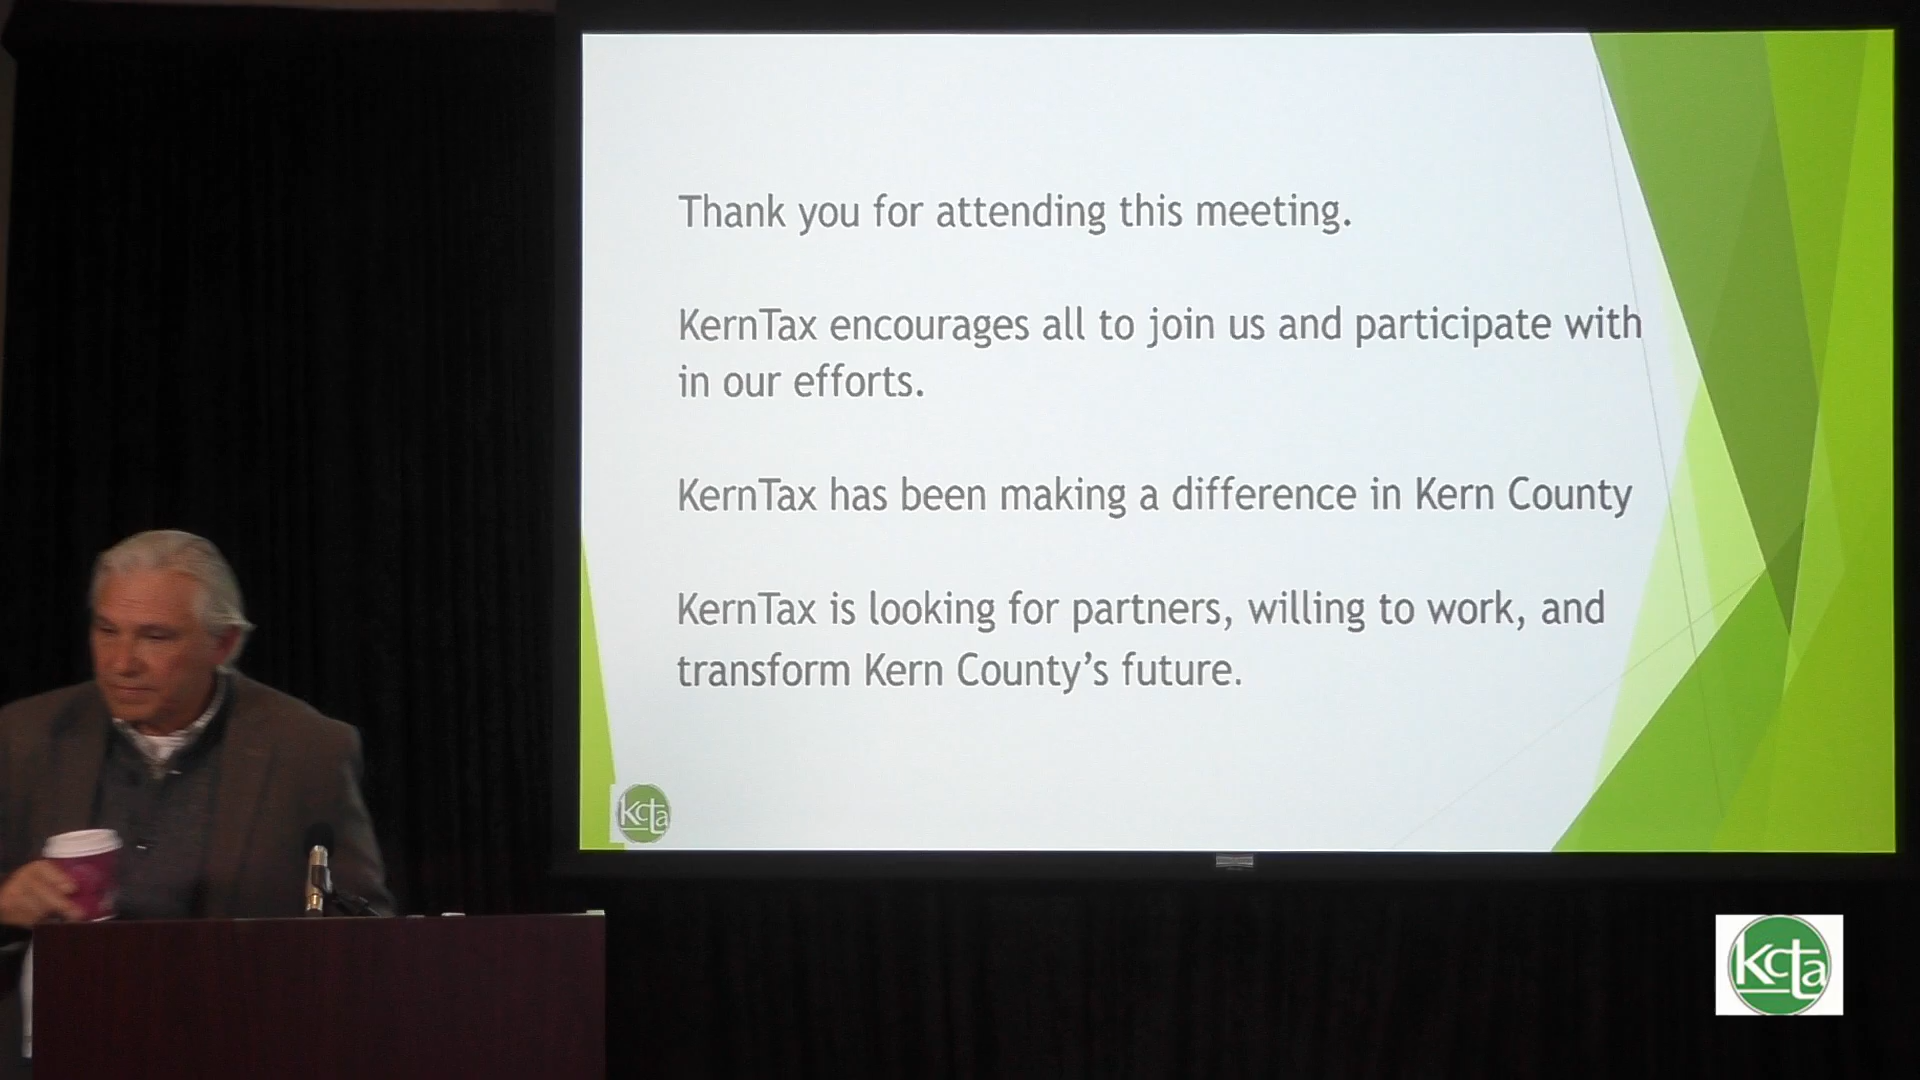 Thank you for attending this meeting.
KernTax encourages all to join us and participate with
in our efforts.
KernTax has been making a difference in Kern County
KernTax is looking for partners, willing to work, and
transform Kern County’s future.
kcta
kcta